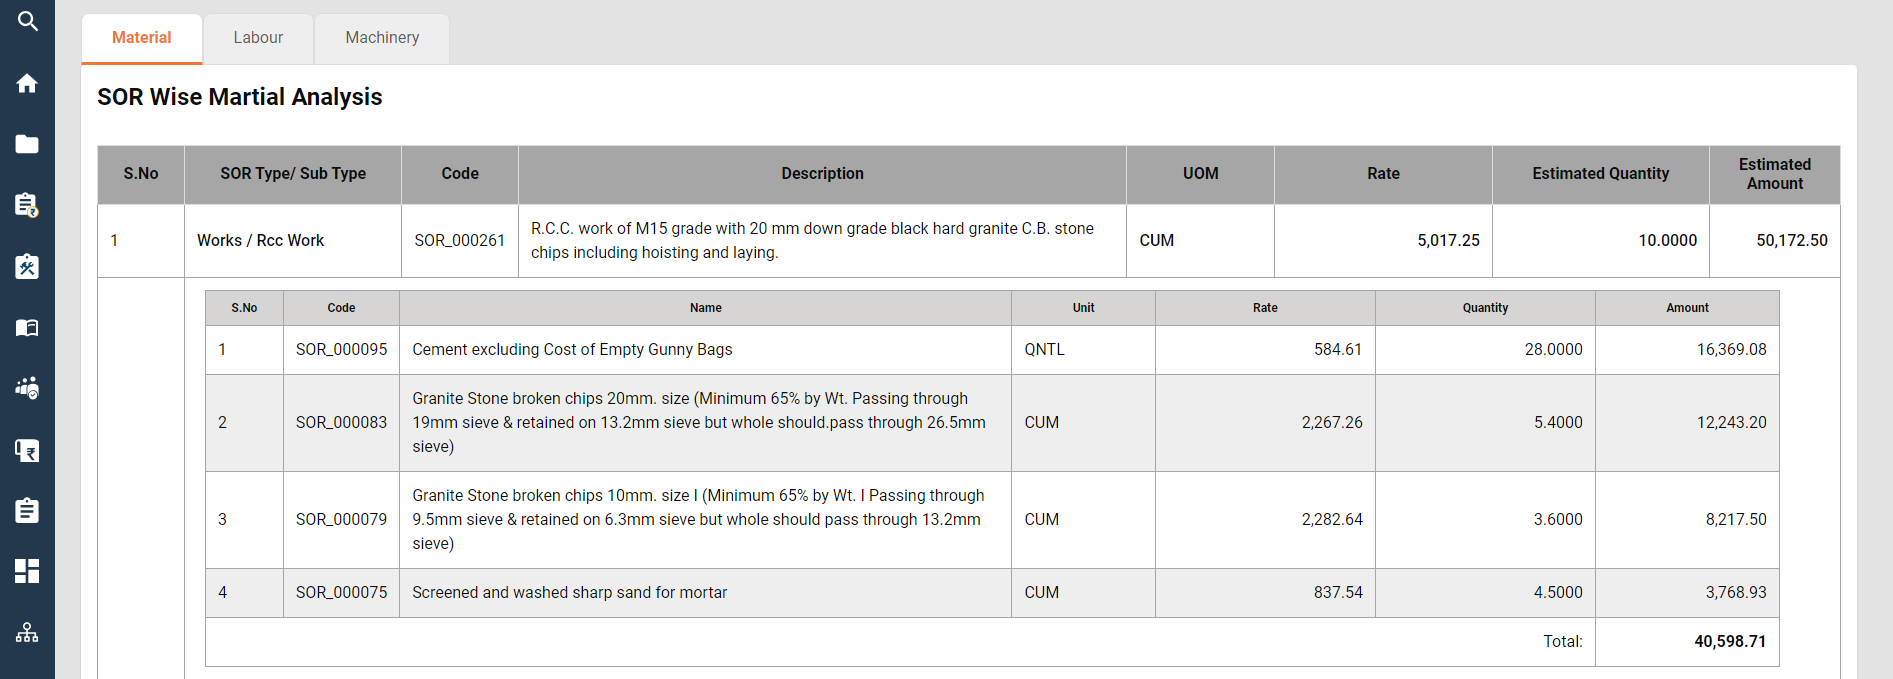 Material Labour Machinery
SOR Wise Martial Analysis
S.No SOR Type/ Sub Type Code Description UOM Rate Estimated Quantity Estimated
Amount
1 Works / Rcc Work SOR_000261 R.C.C. work of M15 grade with 20 mm down grade black hard granite C.B. stone
chips including hoisting and laying. CUM 5,017.25 10.0000 50,172.50
S.No Code Name Unit Rate Quantity Amount
1 SOR_000095 Cement excluding Cost of Empty Gunny Bags QNTL 584.61 28.0000 16,369.08
2 SOR_000083 Granite Stone broken chips 20mm. size (Minimum 65% by Wt. Passing through
19mm sieve & retained on 13.2mm sieve but whole should.pass through 26.5mm
sieve) CUM 2,267.26 5.4000 12,243.20
3 SOR_000079 Granite Stone broken chips 10mm. size I (Minimum 65% by Wt. I Passing through
9.5mm sieve & retained on 6.3mm sieve but whole should pass through 13.2mm
sieve) CUM 2,282.64 3.6000 8,217.50
4 SOR_000075 Screened and washed sharp sand for mortar CUM 837.54 4.5000 3,768.93
Total: 40,598.71